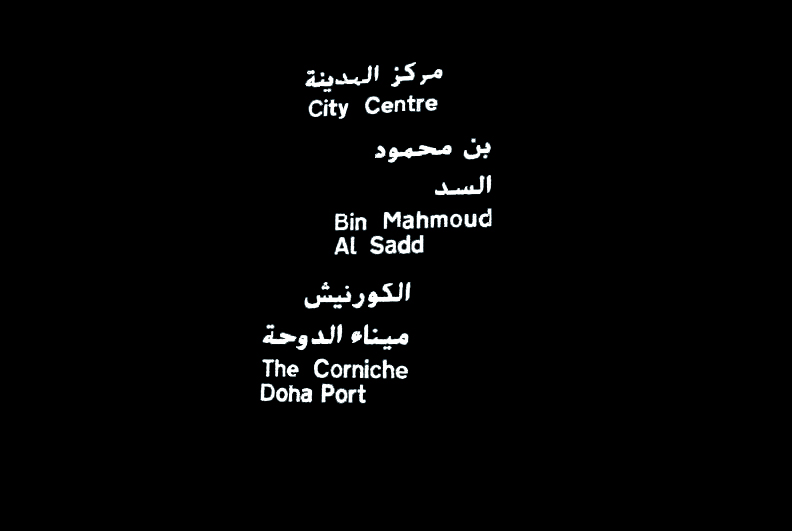 مركز المدينة
City Centre
بن محمود
السد
Bin Mahmoud
Al Sadd
الكورنيش
ميناء الدوحة
The Corniche
Doha Port